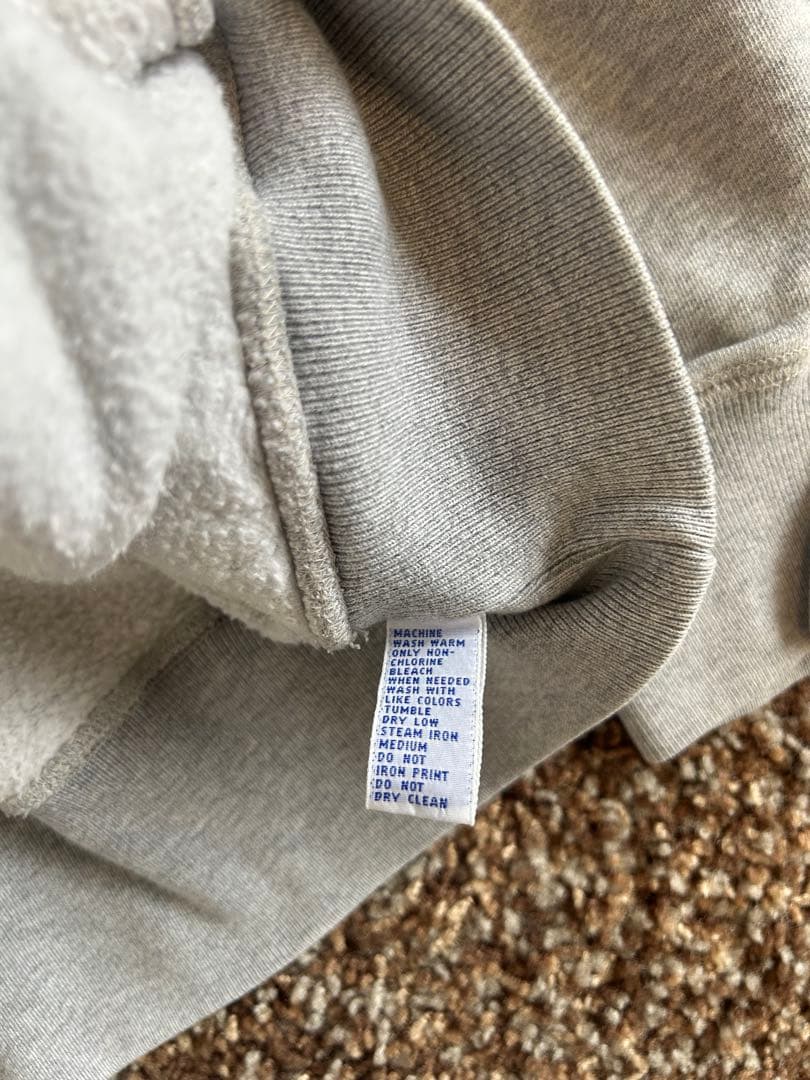 MACHINE
WASH WARM
ONLY NON-
CHLORINE
BLEACH
WHEN NEEDED
WASH WITH
LIKE COLORS
TUMBLE
DRY LOW
STEAM IRON
MEDIUM
DO NOT
IRON PRINT
DO NOT
DRY CLEAN